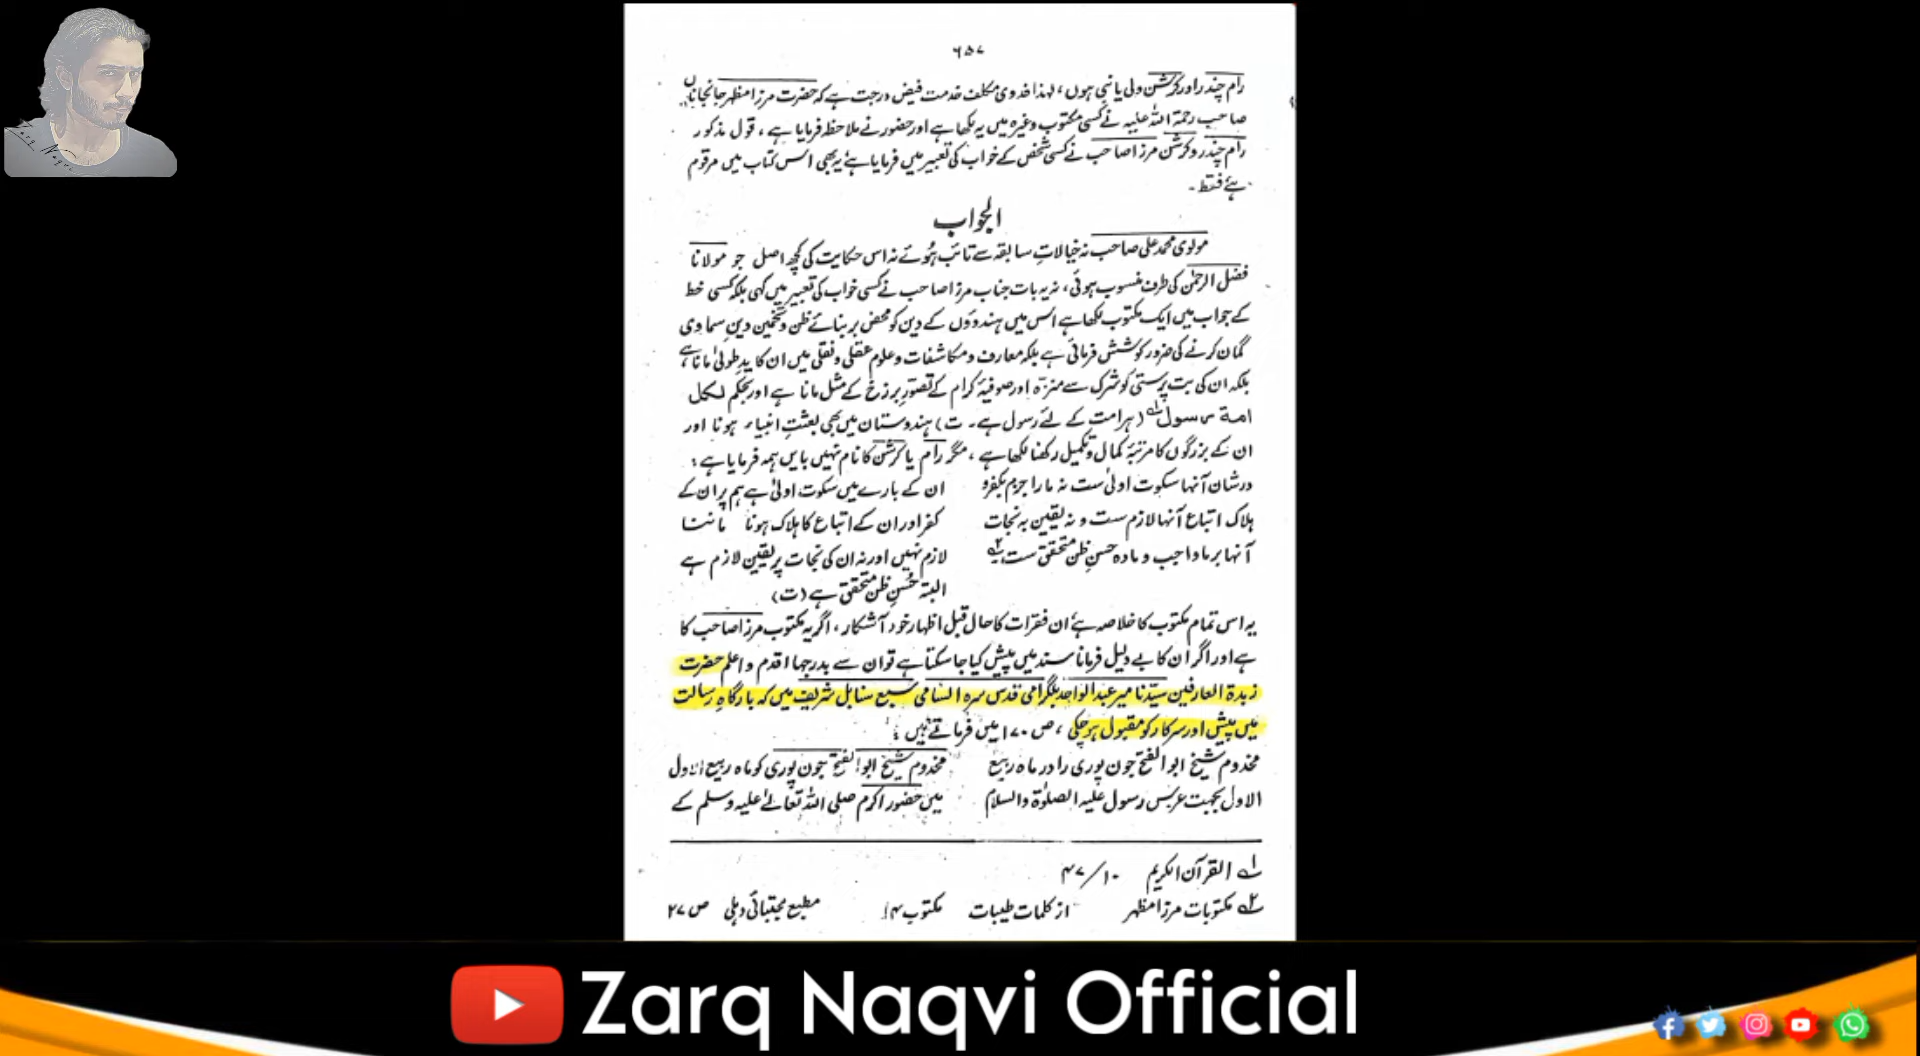 ۶۵۷
رام چندر اور کرشن ولی یا نبی ہوں، لہذا فدوی مکلف خدمت فیض درجت ہے کہ حضرت مرزا مظہر جانجاناں
صاحب رحمۃ اللہ علیہ نے کسی مکتوب وغیرہ میں یہ لکھا ہے اور حضور نے ملاحظہ فرمایا ہے، قول مذکور
رام چندر و کرشن مرزا صاحب نے کسی شخص کے خواب کی تعبیر میں فرمایا ہے یہ بھی اس کتاب میں مرقوم
ہے فقط۔
الجواب
مولوی محمد علی صاحب نہ خیالاتِ سابقہ سے تائب ہُوئے نہ اس حکایت کی کچھ اصل جو مولانا
فضل الرحمٰن کی طرف منسوب ہوئی، نہ یہ بات جناب مرزا صاحب نے کسی خواب کی تعبیر میں کہی بلکہ کسی خط
کے جواب میں ایک مکتوب لکھا ہے اس میں ہندوؤں کے دین کو محض بر بنائے ظن و تخمین دینِ سماوی
گمان کرنے کی ضرور کوشش فرمائی ہے بلکہ معارف و مکاشفات و علومِ عقلی و نقلی میں ان کا یدِ طولیٰ مانا ہے
بلکہ ان کی بت پرستی کو شرک سے منزہ اور صوفیہ کرام کے تصورِ برزخ کے مثل مانا ہے اور بحکم لکل
امة رسول ؎۱ (ہر امت کے لئے رسول ہے۔ ت) ہندوستان میں بھی بعثتِ انبیاء ہونا اور
ان کے بزرگوں کا مرتبۂ کمال و تکمیل رکھنا لکھا ہے، مگر رام یا کرشن کا نام نہیں بایں ہمہ فرمایا ہے:
درشان آنہا سکوت اولیٰ ست نہ مارا جزم بکفر و
ہلاک اتباع آنہا لازم ست و نہ یقین بہ نجات
آنہا بر ما واجب و مادہ حسنِ ظن متحقق ست ؎۲
ان کے بارے میں سکوت اولیٰ ہے ہم پر ان کے
کفر اور ان کے اتباع کا ہلاک ہونا ماننا
لازم نہیں اور نہ ان کی نجات پر یقین لازم ہے
البتہ حُسنِ ظن متحقق ہے (ت)
یہ اس تمام مکتوب کا خلاصہ ہے ان فقرات کا حال قبل اظہار خود آشکار، اگر یہ مکتوب مرزا صاحب کا
ہے اور اگر ان کا بے دلیل فرمانا سند میں پیش کیا جا سکتا ہے تو ان سے بدرجہا اقدم و اعلم حضرت
زبدۃ العارفین سیدنا میر عبدالواحد بلگرامی قدس سرہ السامی سبع سنابل شریف میں کہ بارگاہِ رسالت
میں پیش اور سرکار کو مقبول ہو چکی، ص ۱۷۰ میں فرماتے ہیں:
مخدوم شیخ ابوالفتح جون پوری را در ماہ ربیع
الاول بجہت عرس رسول علیہ الصلوٰۃ والسلام
مخدوم شیخ ابوالفتح جون پوری کو ماہ ربیع الاول
میں حضور اکرم صلی اللہ تعالےٰ علیہ وسلم کے
؎۱ القرآن الکریم ۱۰/۴۷
؎۲ مکتوبات مرزا مظہر از کلمات طیبات مکتوب ۱۴ مطبع مجتبائی دہلی ص ۲۷
Zarq Naqvi
Zarq Naqvi Official